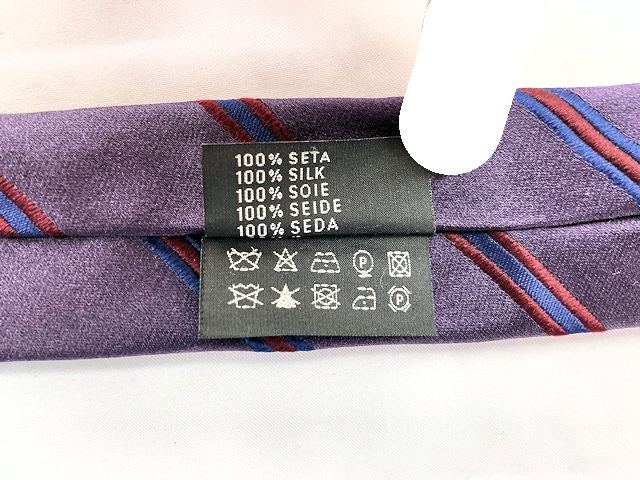 100% SETA
100% SILK
100% SOIE
100% SEIDE
100% SEDA
P
P